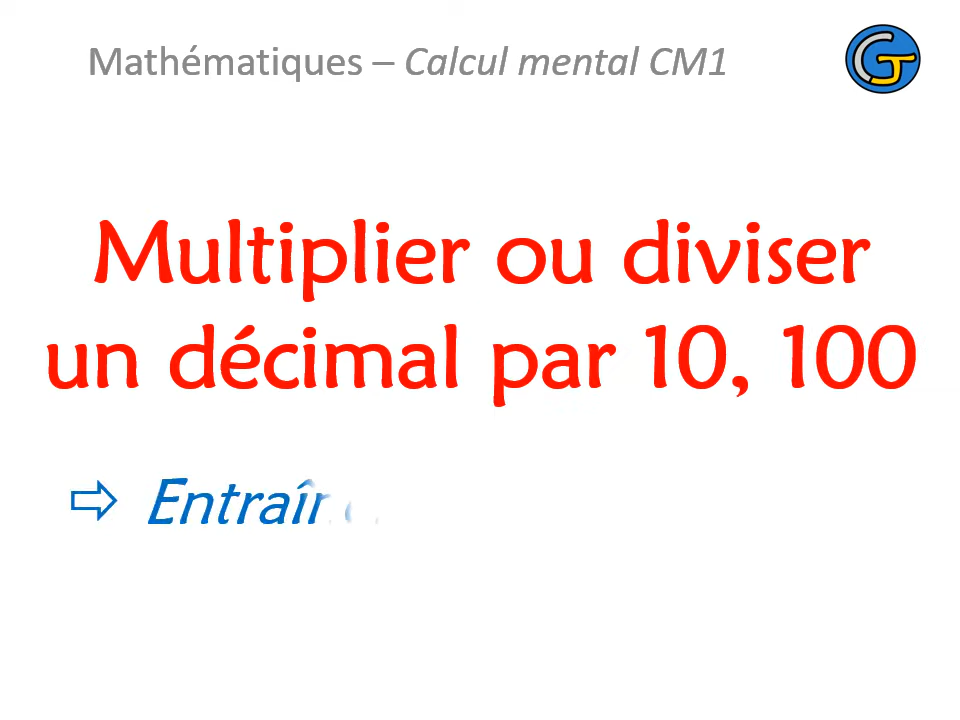 Mathématiques – Calcul mental CM1
Multiplier ou diviser
un décimal par 10, 100
⇨